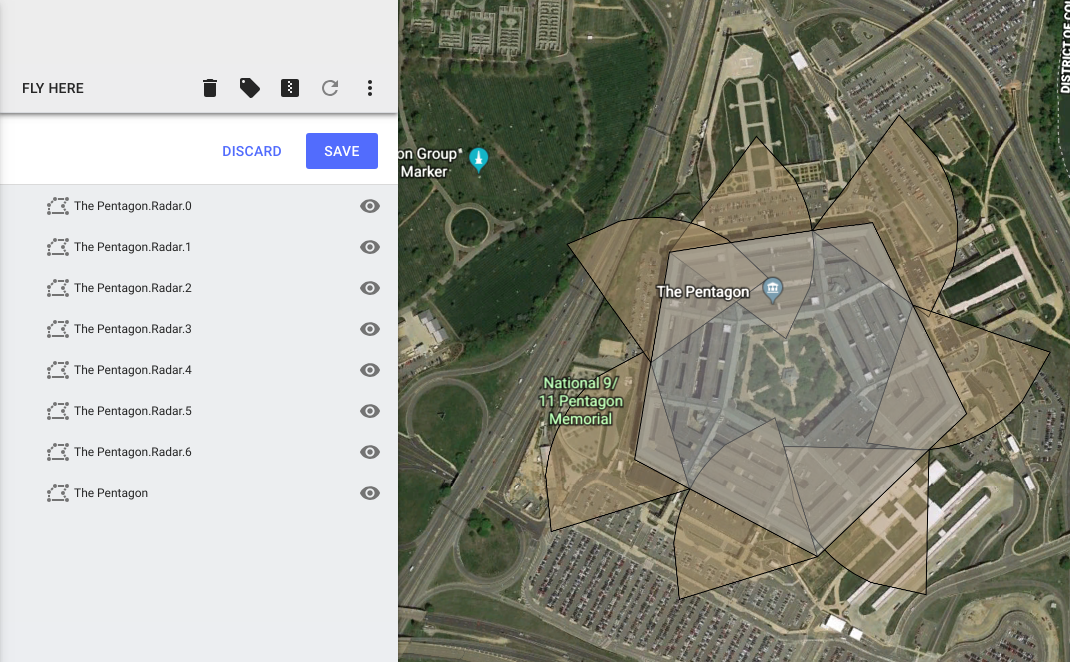 FLY HERE
DISCARD
SAVE
The Pentagon.Radar.0
The Pentagon.Radar.1
The Pentagon.Radar.2
The Pentagon.Radar.3
The Pentagon.Radar.4
The Pentagon.Radar.5
The Pentagon.Radar.6
The Pentagon
on Group*
Marker
The Pentagon
National 9/
11 Pentagon
Memorial
DISTRICT OF COL